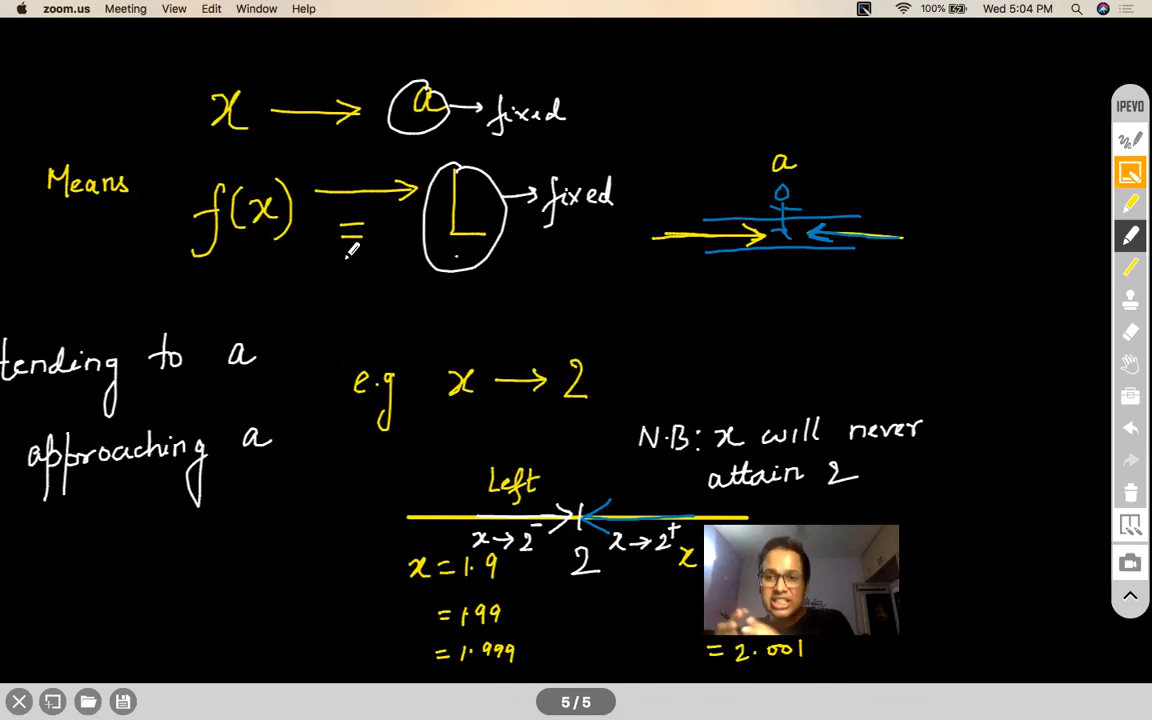 zoom.us Meeting View Edit Window Help 100% Wed 5:04 PM
IPEVO
x → a → fixed
Means f(x) → L → fixed
a
tending to a
e.g x → 2
approaching a
N.B: x will never
attain 2
Left
x→2⁻ 2 x→2⁺
x = 1.9 x
= 1.99
= 1.999 = 2.001
5 / 5